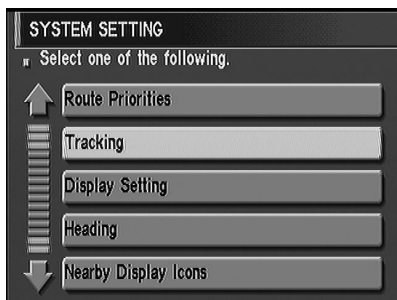 SYSTEM SETTING
Select one of the following.
Route Priorities
Tracking
Display Setting
Heading
Nearby Display Icons